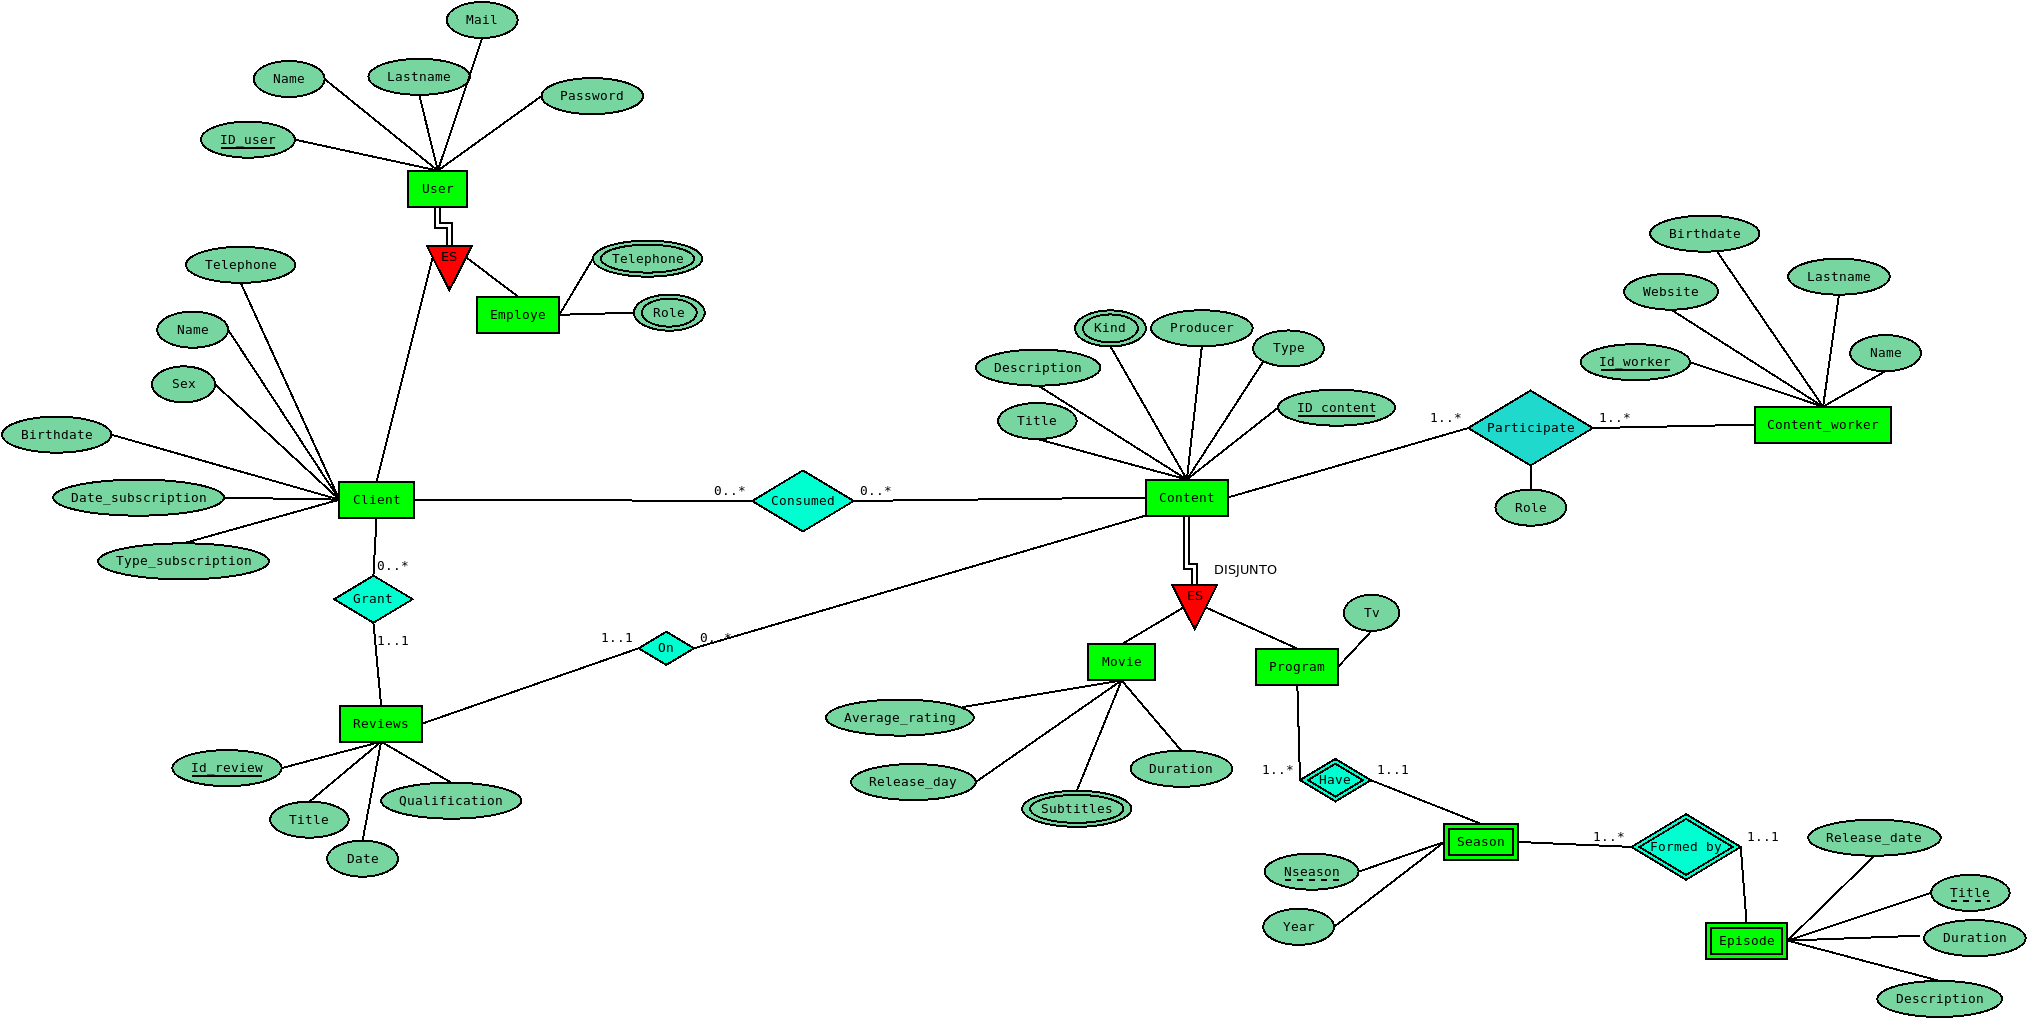 Mail
Name
Lastname
Password
ID_user
User
ES
Telephone
Telephone
Employe
Role
Name
Sex
Birthdate
Date_subscription
Type_subscription
Client
0..*
Consumed
0..*
0..*
Grant
1..1
Reviews
1..1
On
0..*
Id_review
Title
Date
Qualification
Kind
Producer
Type
Description
Title
ID_content
Content
1..*
Participate
1..*
Role
Birthdate
Website
Lastname
Id_worker
Name
Content_worker
DISJUNTO
ES
Movie
Program
Tv
Average_rating
Release_day
Subtitles
Duration
1..*
Have
1..1
Season
Nseason
Year
1..*
Formed by
1..1
Episode
Release_date
Title
Duration
Description